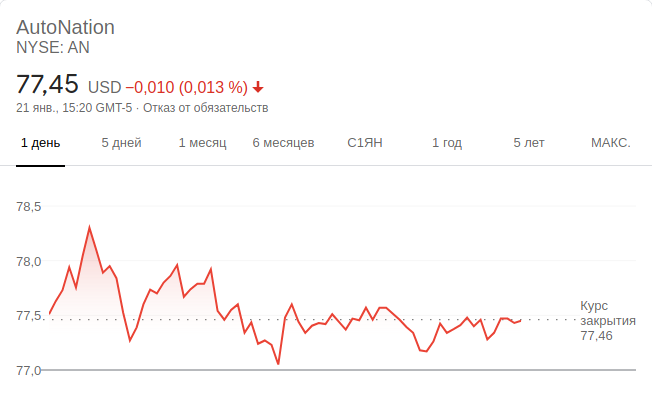 AutoNation
NYSE: AN
77,45 USD −0,010 (0,013 %)
21 янв., 15:20 GMT-5 · Отказ от обязательств
1 день 5 дней 1 месяц 6 месяцев С1ЯН 1 год 5 лет МАКС.
78,5
78,0
77,5
77,0
Курс
закрытия
77,46